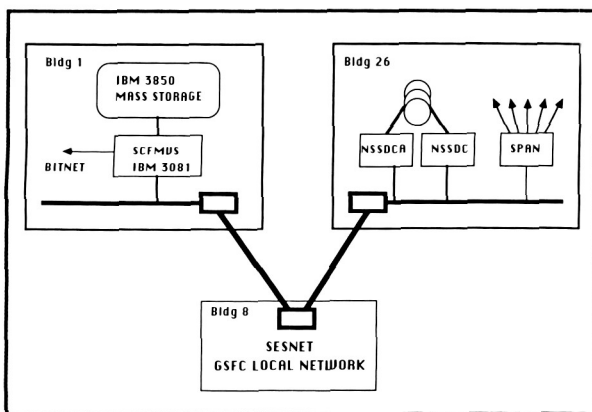 Bldg 1
IBM 3850
MASS STORAGE
SCFMVS
IBM 3081
BITNET
Bldg 26
NSSDCA
NSSDC
SPAN
Bldg 8
SESNET
GSFC LOCAL NETWORK